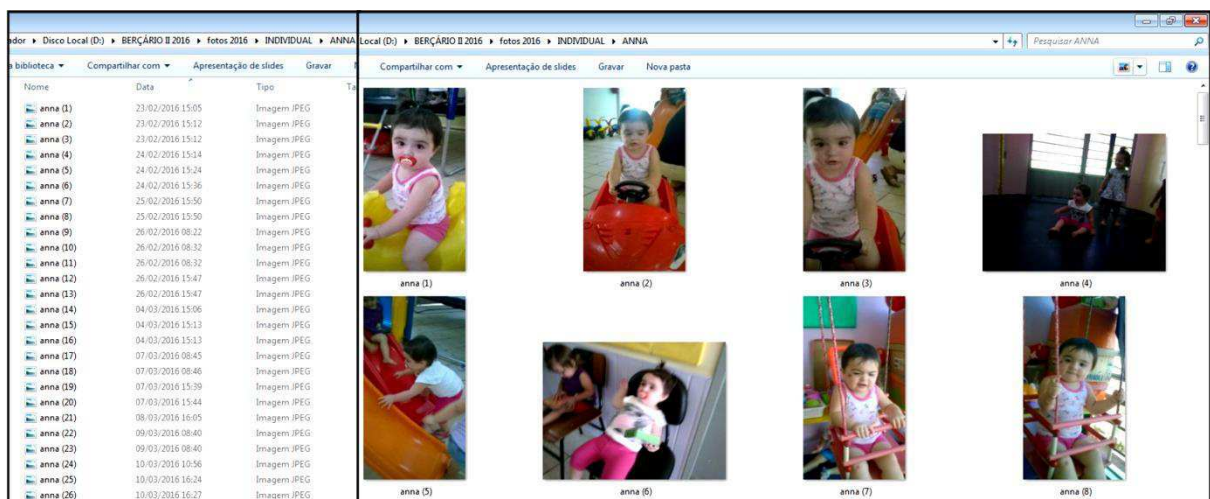 ador ▸ Disco Local (D:) ▸ BERÇÁRIO II 2016 ▸ fotos 2016 ▸ INDIVIDUAL ▸ ANNA
a biblioteca ▾ Compartilhar com ▾ Apresentação de slides Gravar
Nome Data Tipo Ta
anna (1) 23/02/2016 15:05 Imagem JPEG
anna (2) 23/02/2016 15:12 Imagem JPEG
anna (3) 23/02/2016 15:12 Imagem JPEG
anna (4) 24/02/2016 15:14 Imagem JPEG
anna (5) 24/02/2016 15:24 Imagem JPEG
anna (6) 24/02/2016 15:36 Imagem JPEG
anna (7) 25/02/2016 15:50 Imagem JPEG
anna (8) 25/02/2016 15:50 Imagem JPEG
anna (9) 26/02/2016 08:22 Imagem JPEG
anna (10) 26/02/2016 08:32 Imagem JPEG
anna (11) 26/02/2016 08:32 Imagem JPEG
anna (12) 26/02/2016 15:47 Imagem JPEG
anna (13) 26/02/2016 15:47 Imagem JPEG
anna (14) 04/03/2016 15:06 Imagem JPEG
anna (15) 04/03/2016 15:13 Imagem JPEG
anna (16) 04/03/2016 15:13 Imagem JPEG
anna (17) 07/03/2016 08:45 Imagem JPEG
anna (18) 07/03/2016 08:46 Imagem JPEG
anna (19) 07/03/2016 15:39 Imagem JPEG
anna (20) 07/03/2016 15:44 Imagem JPEG
anna (21) 08/03/2016 16:05 Imagem JPEG
anna (22) 09/03/2016 08:40 Imagem JPEG
anna (23) 09/03/2016 08:40 Imagem JPEG
anna (24) 10/03/2016 10:56 Imagem JPEG
anna (25) 10/03/2016 16:24 Imagem JPEG
anna (26) 10/03/2016 16:27 Imagem JPEG
Local (D:) ▸ BERÇÁRIO II 2016 ▸ fotos 2016 ▸ INDIVIDUAL ▸ ANNA Pesquisar ANNA
Compartilhar com ▾ Apresentação de slides Gravar Nova pasta
anna (1) anna (2) anna (3) anna (4)
anna (5) anna (6) anna (7) anna (8)